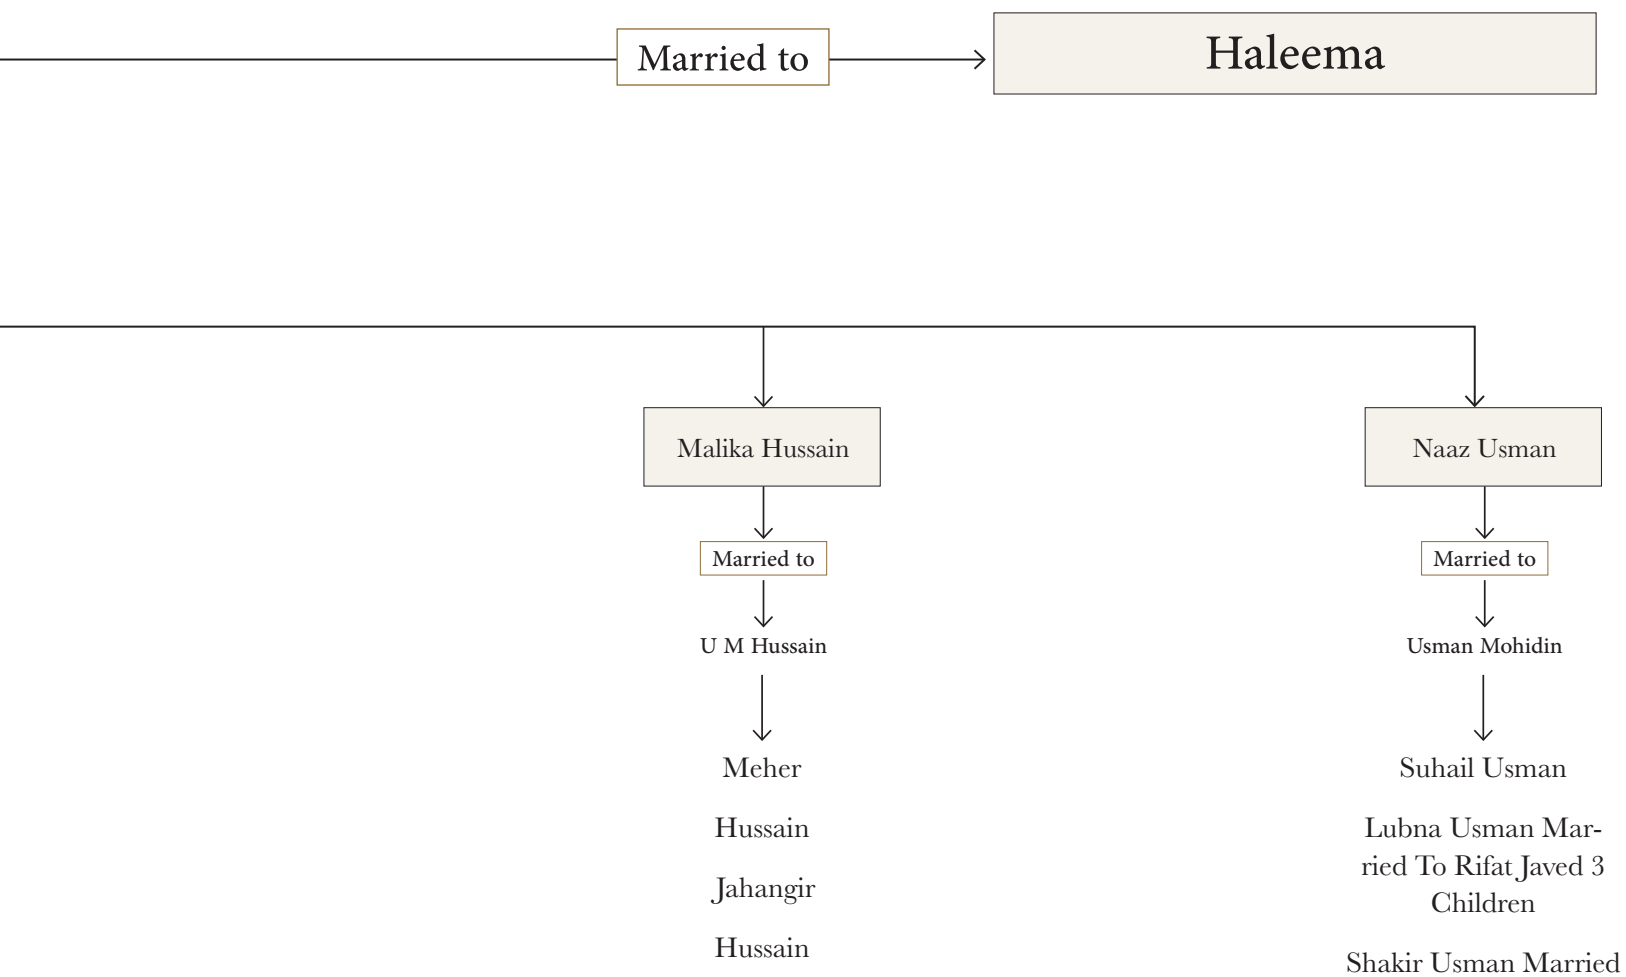 Married to
Haleema
Malika Hussain
Naaz Usman
Married to
Married to
U M Hussain
Usman Mohidin
Meher
Suhail Usman
Hussain
Lubna Usman Mar-
ried To Rifat Javed 3
Children
Jahangir
Hussain
Shakir Usman Married